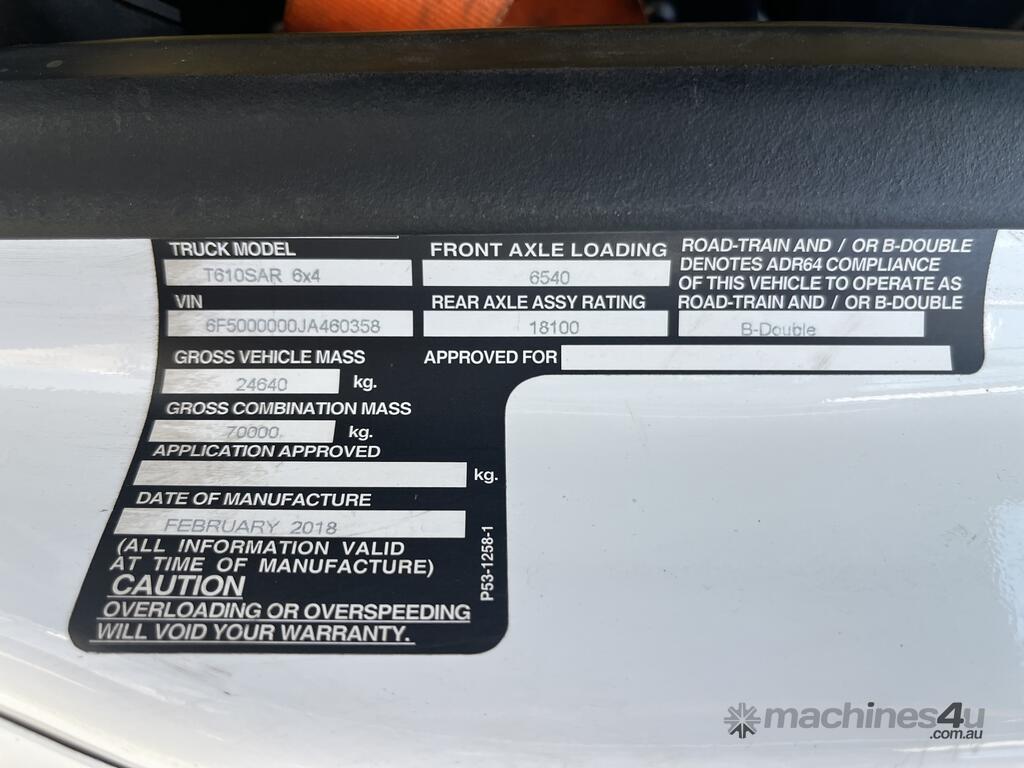 TRUCK MODEL
T610SAR 6x4
VIN
6F5000000JA460358
GROSS VEHICLE MASS
24640 kg.
GROSS COMBINATION MASS
70000 kg.
APPLICATION APPROVED
kg.
DATE OF MANUFACTURE
FEBRUARY 2018
(ALL INFORMATION VALID
AT TIME OF MANUFACTURE)
CAUTION
OVERLOADING OR OVERSPEEDING
WILL VOID YOUR WARRANTY.
P53-1258-1
FRONT AXLE LOADING
6540
REAR AXLE ASSY RATING
18100
APPROVED FOR
ROAD-TRAIN AND / OR B-DOUBLE
DENOTES ADR64 COMPLIANCE
OF THIS VEHICLE TO OPERATE AS
ROAD-TRAIN AND / OR B-DOUBLE
B-Double
machines4u
.com.au